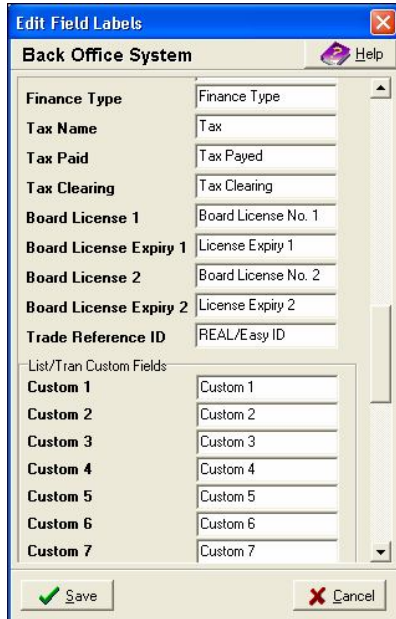 Edit Field Labels
Back Office System Help
Finance Type Finance Type
Tax Name Tax
Tax Paid Tax Payed
Tax Clearing Tax Clearing
Board License 1 Board License No. 1
Board License Expiry 1 License Expiry 1
Board License 2 Board License No. 2
Board License Expiry 2 License Expiry 2
Trade Reference ID REAL/Easy ID
List/Tran Custom Fields
Custom 1 Custom 1
Custom 2 Custom 2
Custom 3 Custom 3
Custom 4 Custom 4
Custom 5 Custom 5
Custom 6 Custom 6
Custom 7 Custom 7
Save Cancel